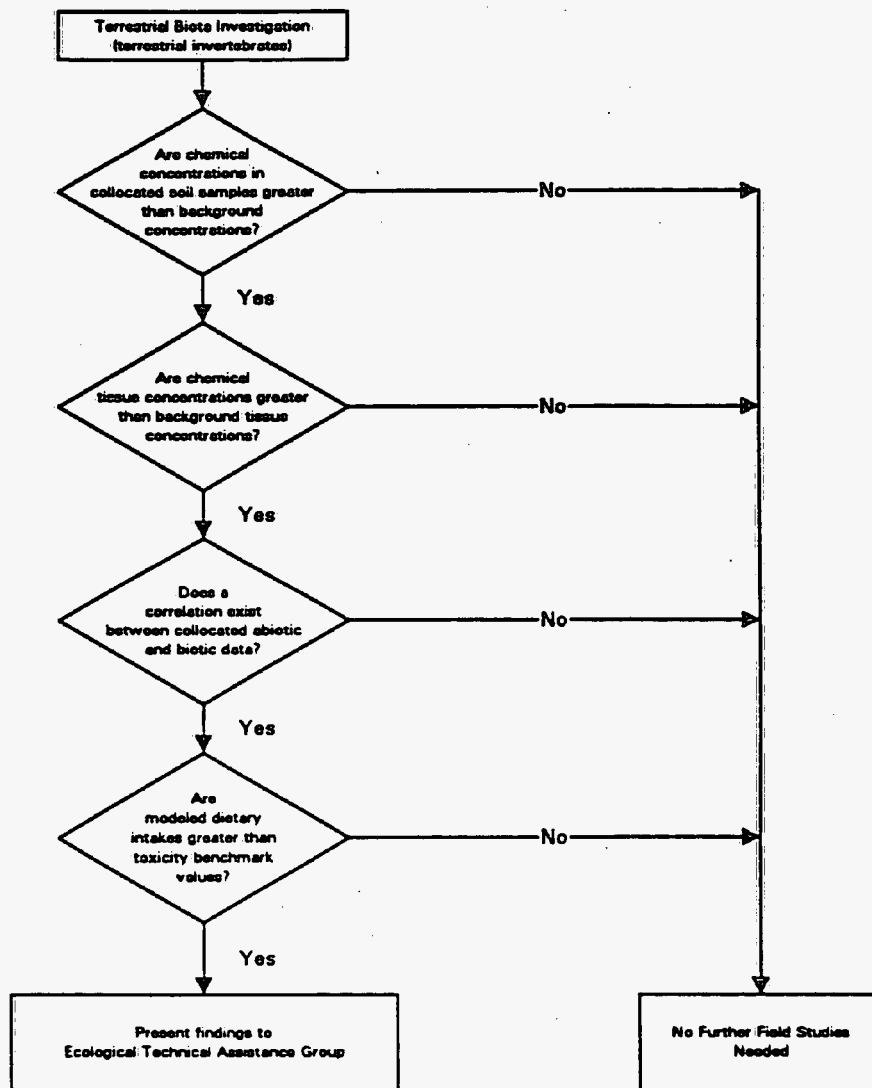 Terrestrial Biota Investigation
(terrestrial invertebrates)
Are chemical
concentrations in
collocated soil samples greater
than background
concentrations?
No
Yes
Are chemical
tissue concentrations greater
than background tissue
concentrations?
No
Yes
Does a
correlation exist
between collocated abiotic
and biotic data?
No
Yes
Are
modeled dietary
intakes greater than
toxicity benchmark
values?
No
Yes
Present findings to
Ecological Technical Assistance Group
No Further Field Studies
Needed